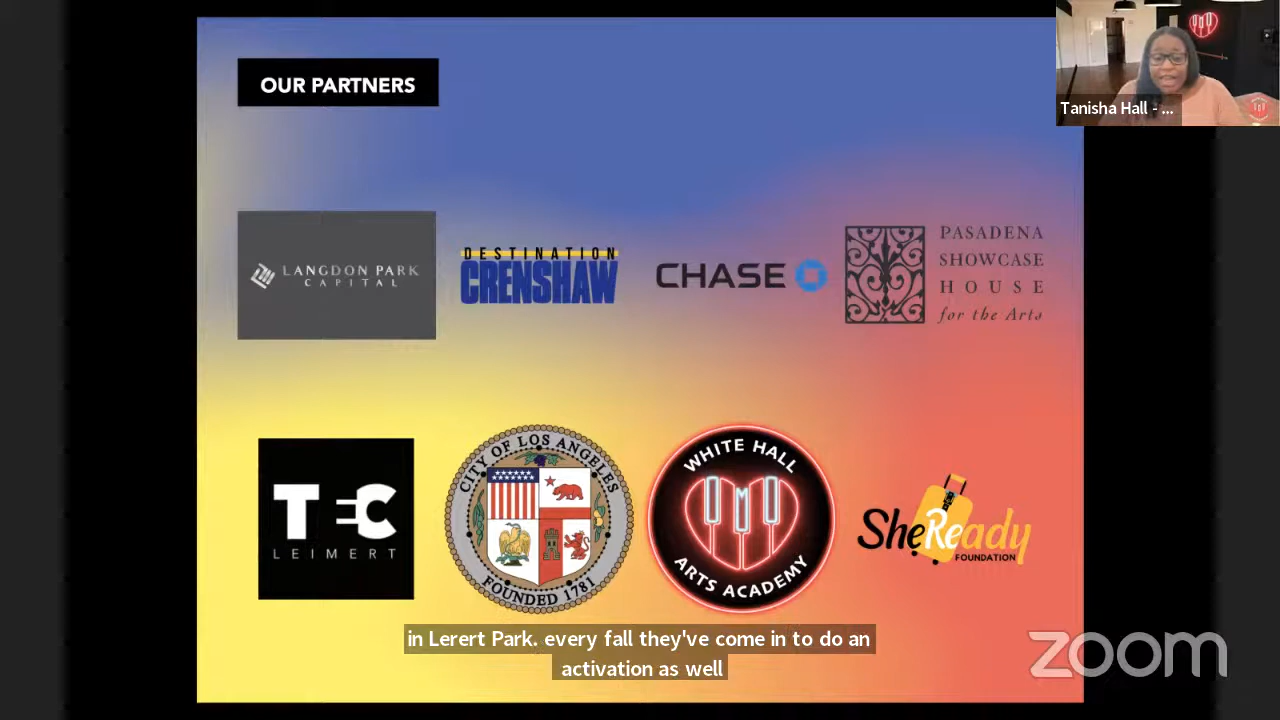 OUR PARTNERS
Tanisha Hall - ...
LANGDON PARK
CAPITAL
DESTINATION
CRENSHAW
CHASE
PASADENA
SHOWCASE
HOUSE
for the Arts
TEC
LEIMERT
CITY OF LOS ANGELES
FOUNDED 1781
WHITE HALL
ARTS ACADEMY
SheReady
FOUNDATION
in Lerert Park. every fall they've come in to do an
activation as well
zoom